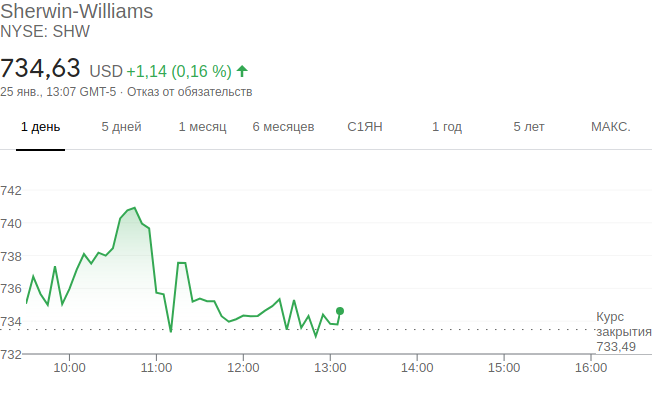 Sherwin-Williams
NYSE: SHW
734,63 USD +1,14 (0,16 %)
25 янв., 13:07 GMT-5 · Отказ от обязательств
1 день 5 дней 1 месяц 6 месяцев С1ЯН 1 год 5 лет МАКС.
742
740
738
736
734
732
Курс
закрытия
733,49
10:00 11:00 12:00 13:00 14:00 15:00 16:00